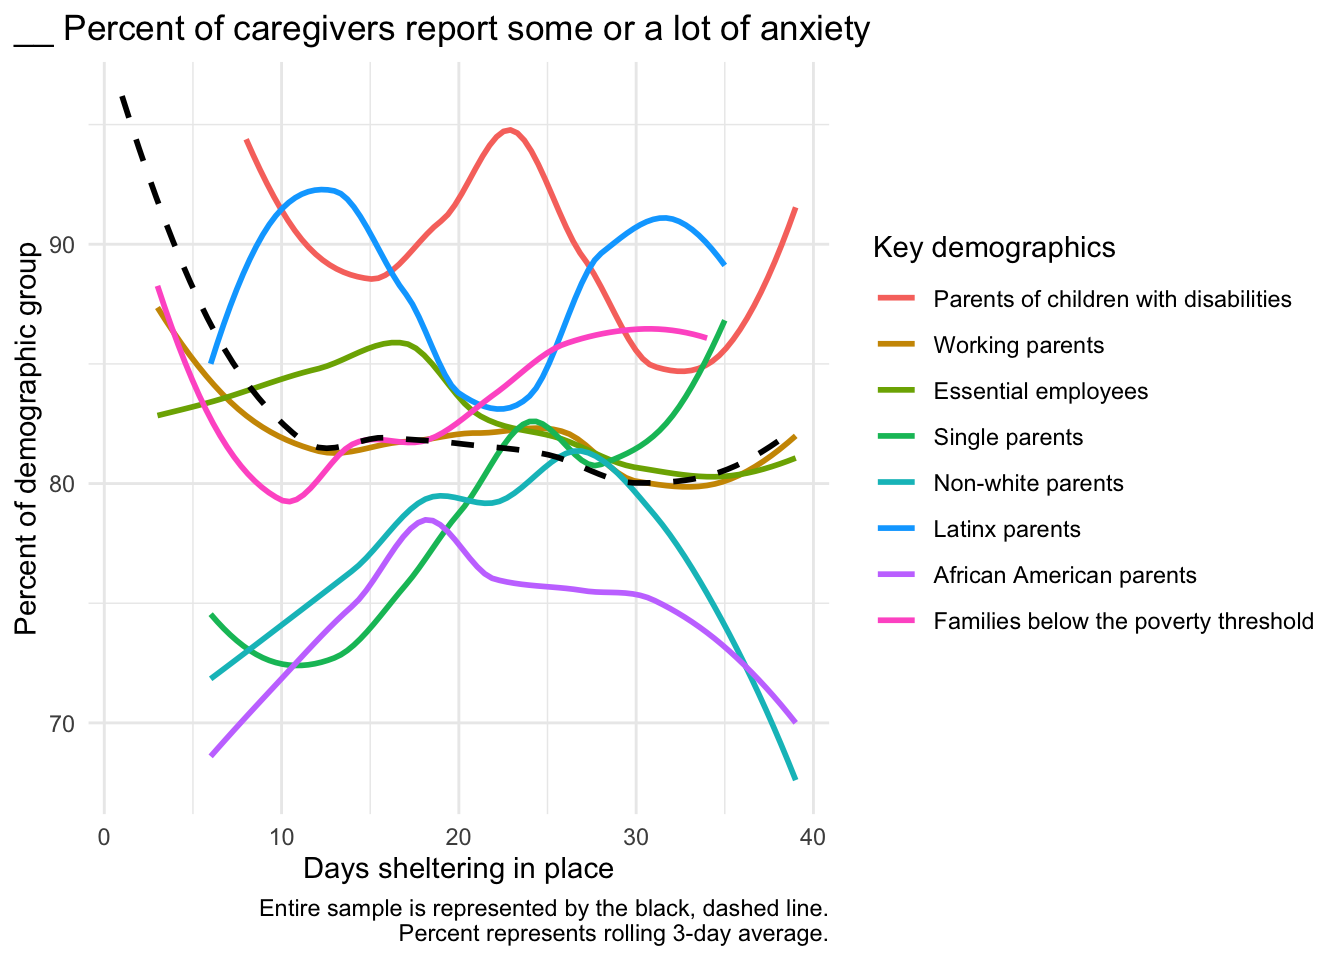 __ Percent of caregivers report some or a lot of anxiety
Percent of demographic group
90
80
70
0 10 20 30 40
Days sheltering in place
Entire sample is represented by the black, dashed line.
Percent represents rolling 3-day average.
Key demographics
Parents of children with disabilities
Working parents
Essential employees
Single parents
Non-white parents
Latinx parents
African American parents
Families below the poverty threshold